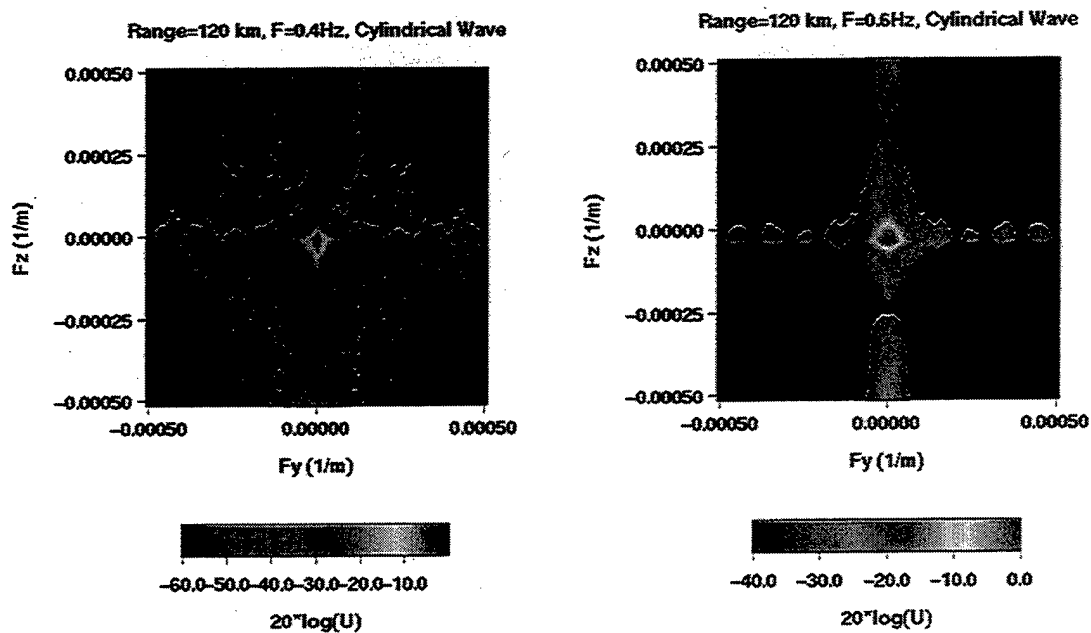 Range=120 km, F=0.4Hz, Cylindrical Wave
0.00050
0.00025
0.00000
−0.00025
−0.00050
Fz (1/m)
−0.00050 0.00000 0.00050
Fy (1/m)
−60.0−50.0−40.0−30.0−20.0−10.0
20*log(U)
Range=120 km, F=0.6Hz, Cylindrical Wave
0.00050
0.00025
0.00000
−0.00025
−0.00050
Fz (1/m)
−0.00050 0.00000 0.00050
Fy (1/m)
−40.0 −30.0 −20.0 −10.0 0.0
20*log(U)